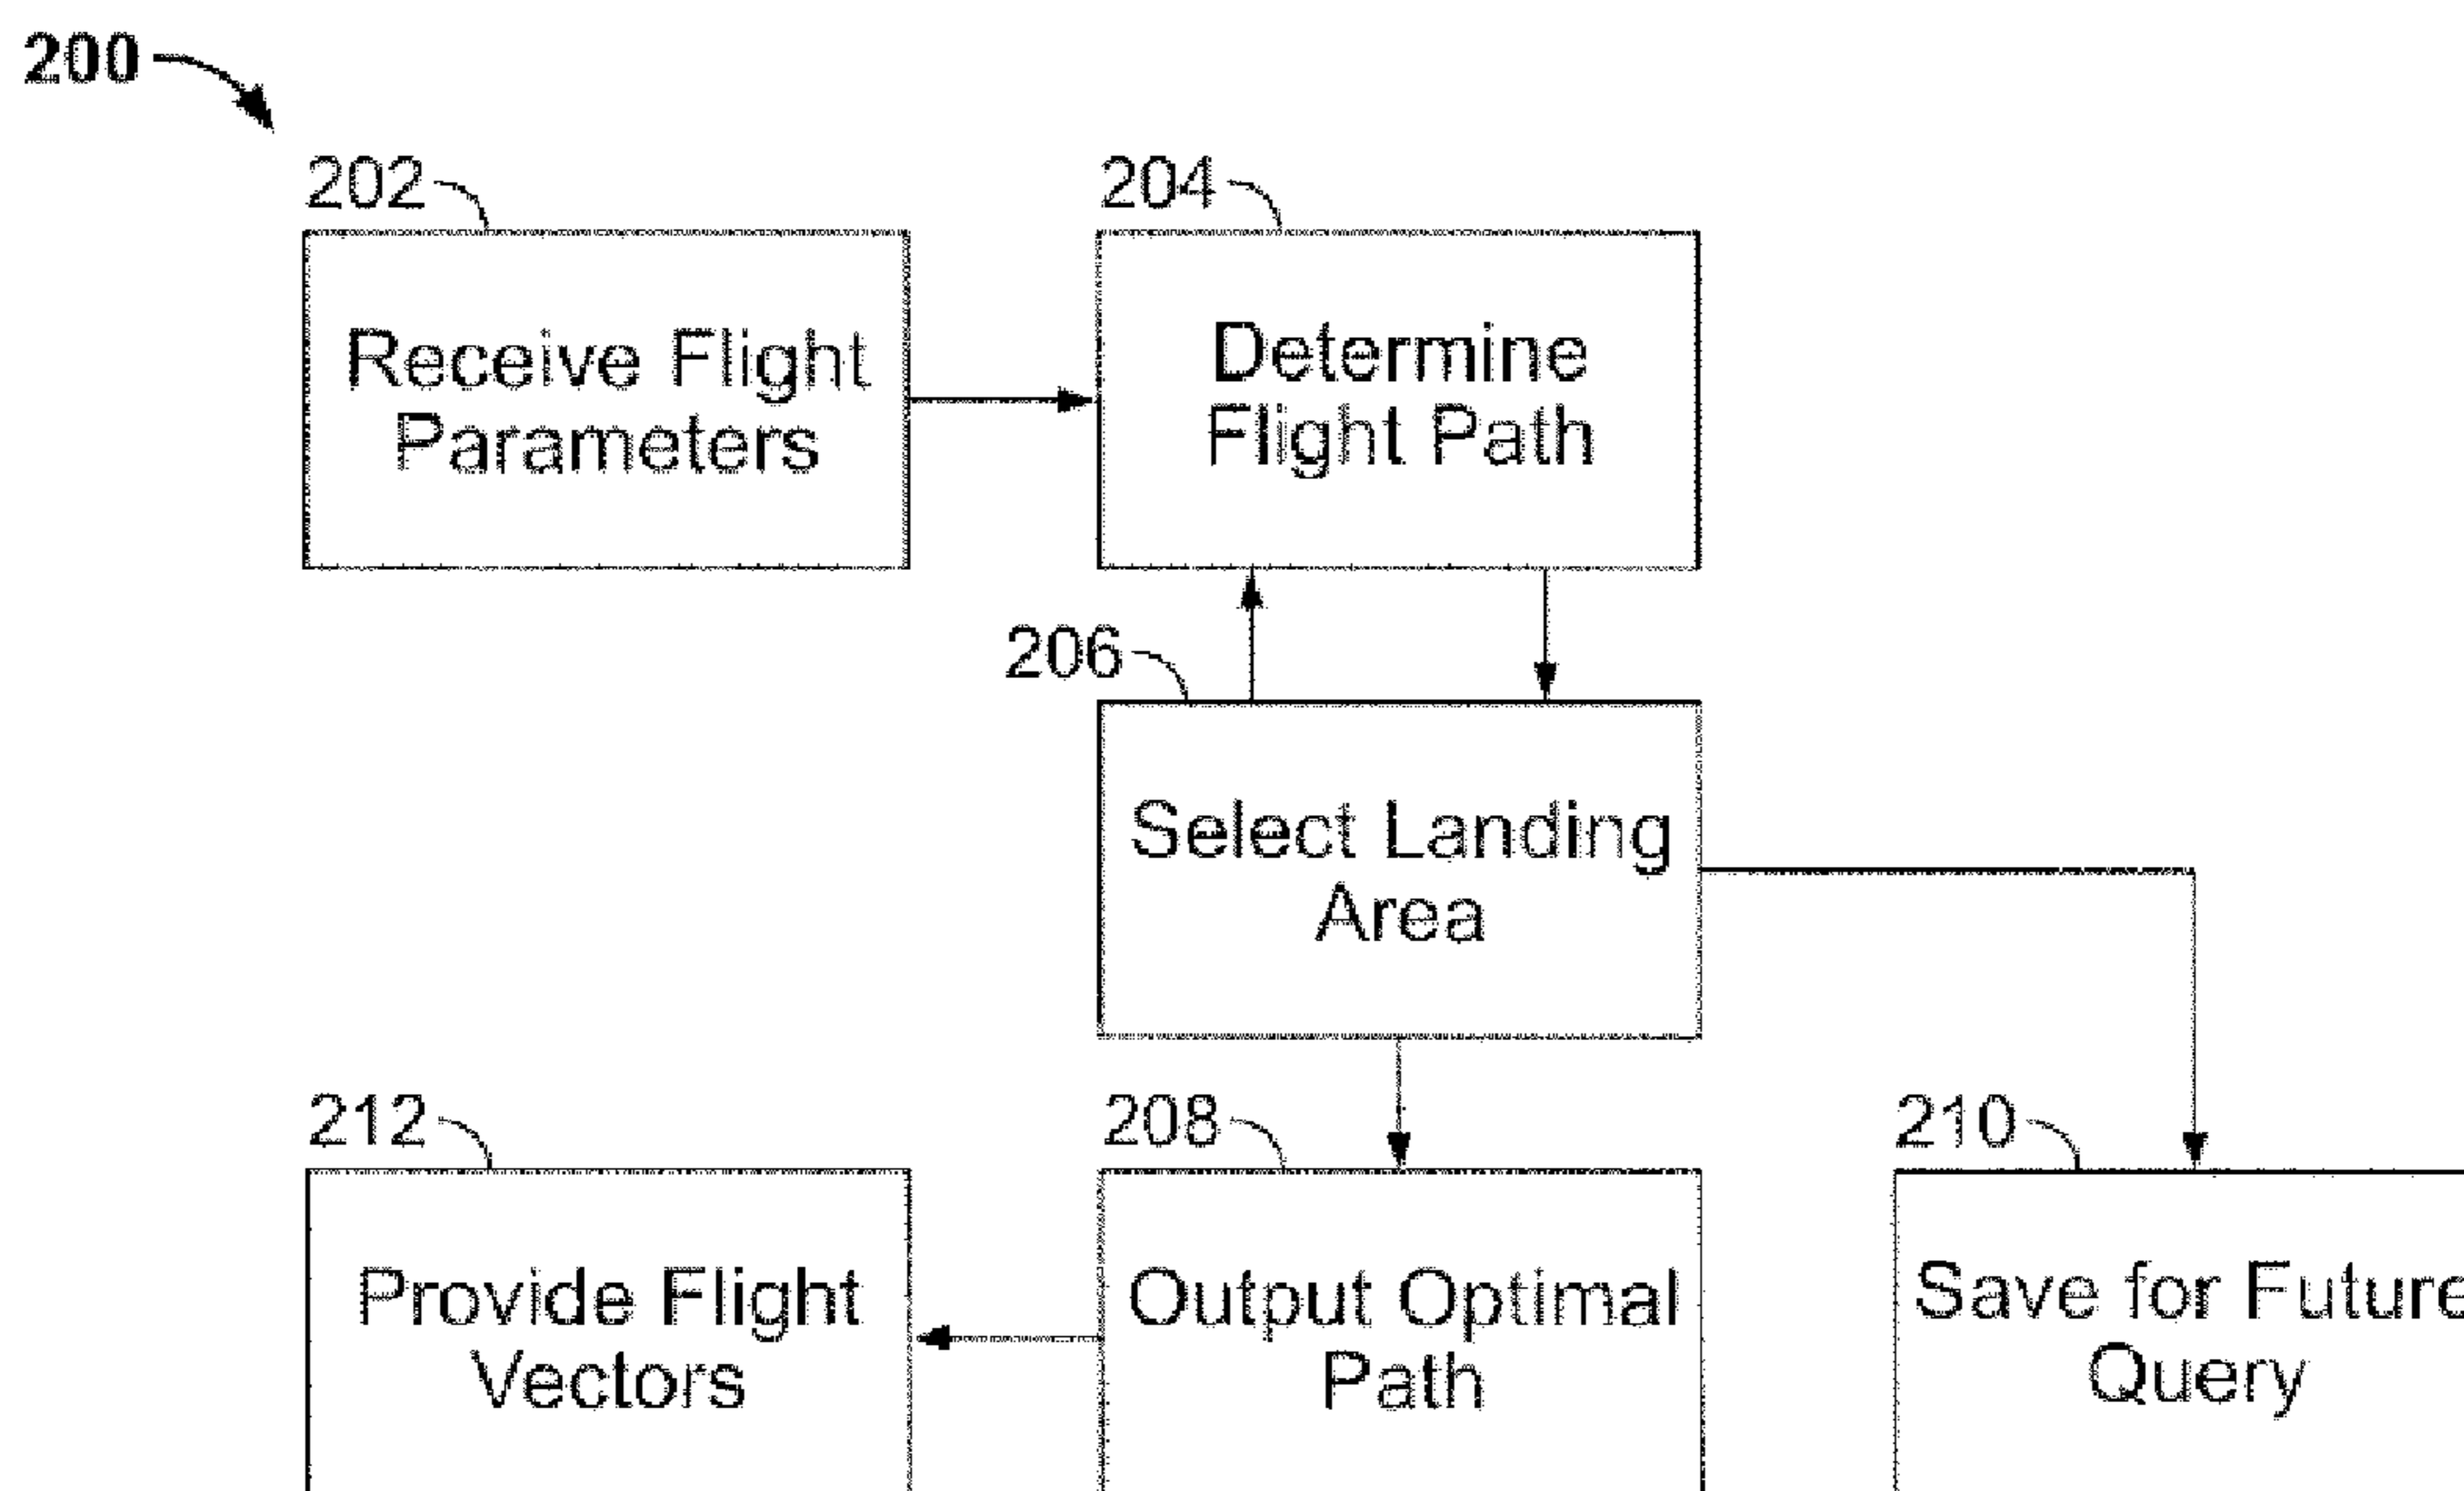 200
202
204
Receive Flight
Parameters
Determine
Flight Path
206
Select Landing
Area
212
208
210
Provide Flight
Vectors
Output Optimal
Path
Save for Future
Query